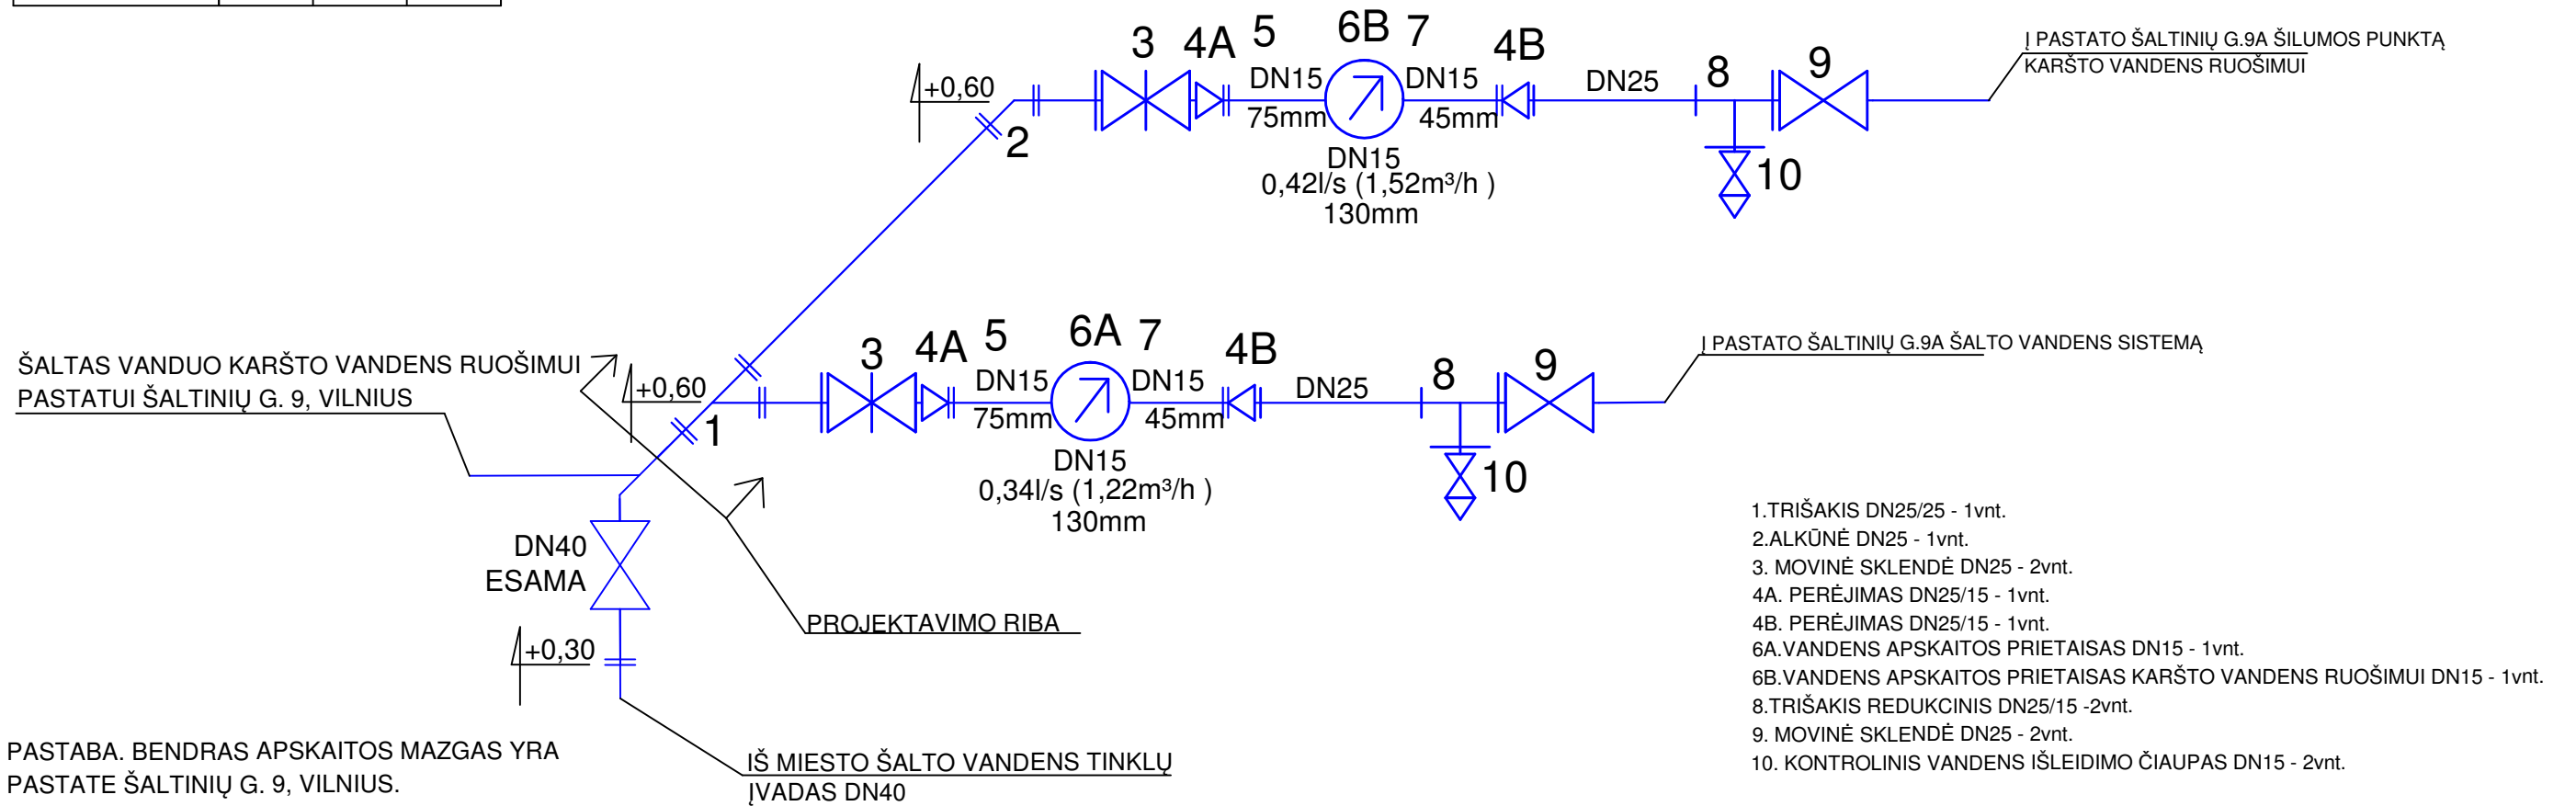 3
4A
5
6B
7
4B
8
9
10
+0,60
2
DN15
75mm
DN15
45mm
DN25
DN15
0,42l/s (1,52m³/h )
130mm
Į PASTATO ŠALTINIŲ G.9A ŠILUMOS PUNKTĄ
KARŠTO VANDENS RUOŠIMUI
ŠALTAS VANDUO KARŠTO VANDENS RUOŠIMUI
PASTATUI ŠALTINIŲ G. 9, VILNIUS
+0,60
1
3
4A
5
6A
7
4B
8
9
10
DN15
75mm
DN15
45mm
DN25
DN15
0,34l/s (1,22m³/h )
130mm
Į PASTATO ŠALTINIŲ G.9A ŠALTO VANDENS SISTEMĄ
DN40
ESAMA
PROJEKTAVIMO RIBA
+0,30
IŠ MIESTO ŠALTO VANDENS TINKLŲ
ĮVADAS DN40
PASTABA. BENDRAS APSKAITOS MAZGAS YRA
PASTATE ŠALTINIŲ G. 9, VILNIUS.
1.TRIŠAKIS DN25/25 - 1vnt.
2.ALKŪNĖ DN25 - 1vnt.
3. MOVINĖ SKLENDĖ DN25 - 2vnt.
4A. PERĖJIMAS DN25/15 - 1vnt.
4B. PERĖJIMAS DN25/15 - 1vnt.
6A.VANDENS APSKAITOS PRIETAISAS DN15 - 1vnt.
6B.VANDENS APSKAITOS PRIETAISAS KARŠTO VANDENS RUOŠIMUI DN15 - 1vnt.
8.TRIŠAKIS REDUKCINIS DN25/15 -2vnt.
9. MOVINĖ SKLENDĖ DN25 - 2vnt.
10. KONTROLINIS VANDENS IŠLEIDIMO ČIAUPAS DN15 - 2vnt.